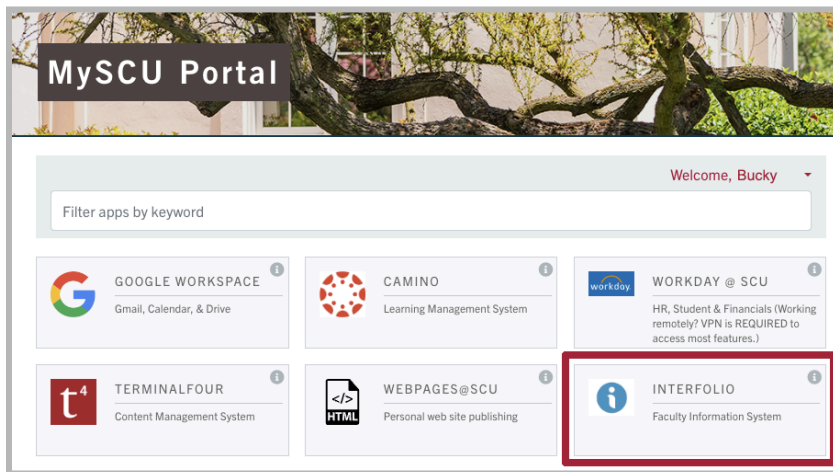 MySCU Portal
Welcome, Bucky
Filter apps by keyword
GOOGLE WORKSPACE
Gmail, Calendar, & Drive
CAMINO
Learning Management System
workday
WORKDAY @ SCU
HR, Student & Financials (Working
remotely? VPN is REQUIRED to
access most features.)
t4
TERMINALFOUR
Content Management System
</>
HTML
WEBPAGES@SCU
Personal web site publishing
INTERFOLIO
Faculty Information System